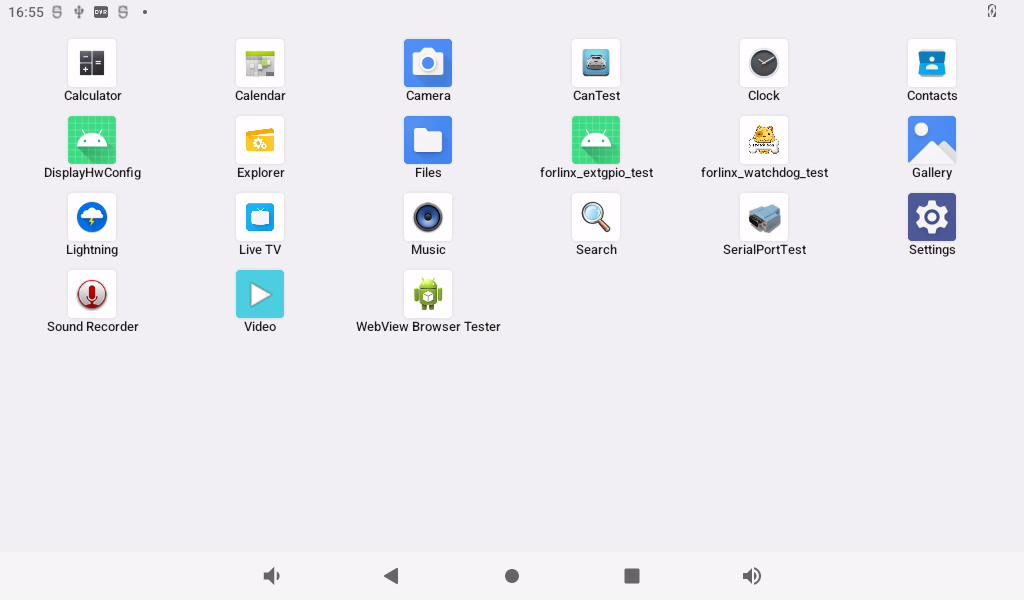 16:55
Calculator
Calendar
Camera
CanTest
Clock
Contacts
DisplayHwConfig
Explorer
Files
forlinx_extgpio_test
forlinx_watchdog_test
Gallery
Lightning
Live TV
Music
Search
SerialPortTest
Settings
Sound Recorder
Video
WebView Browser Tester